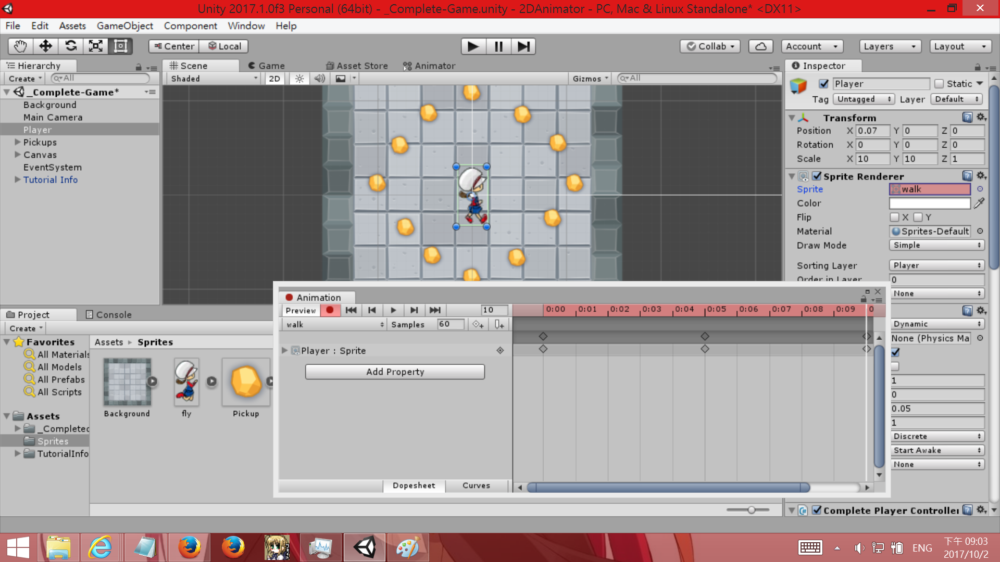 Unity 2017.1.0f3 Personal (64bit) - _Complete-Game.unity - 2DAnimator - PC, Mac & Linux Standalone* <DX11>
File Edit Assets GameObject Component Window Help
Center Local Collab Account Layers Layout
Hierarchy
Create All
_Complete-Game*
Background
Main Camera
Player
Pickups
Canvas
EventSystem
Tutorial Info
Scene Game Asset Store Animator
Shaded 2D Gizmos All
Inspector
Player Static
Tag Untagged Layer Default
Transform
Position X 0.07 Y 0 Z 0
Rotation X 0 Y 0 Z 0
Scale X 10 Y 10 Z 1
Sprite Renderer
Sprite walk
Color
Flip X Y
Material Sprites-Default
Draw Mode Simple
Sorting Layer Player
Order in Layer 0
None
Dynamic
None (Physics Ma
1
0
0.05
1
Discrete
Start Awake
None
Complete Player Controller
Project Console
Create
Favorites
All Materials
All Models
All Prefabs
All Scripts
Assets
_Completed
Sprites
TutorialInfo
Assets Sprites
Background fly Pickup
Animation
Preview 10
0:00 0:01 0:02 0:03 0:04 0:05 0:06 0:07 0:08 0:09 0
walk Samples 60
Player : Sprite
Add Property
Dopesheet Curves
ENG
下午 09:03
2017/10/2